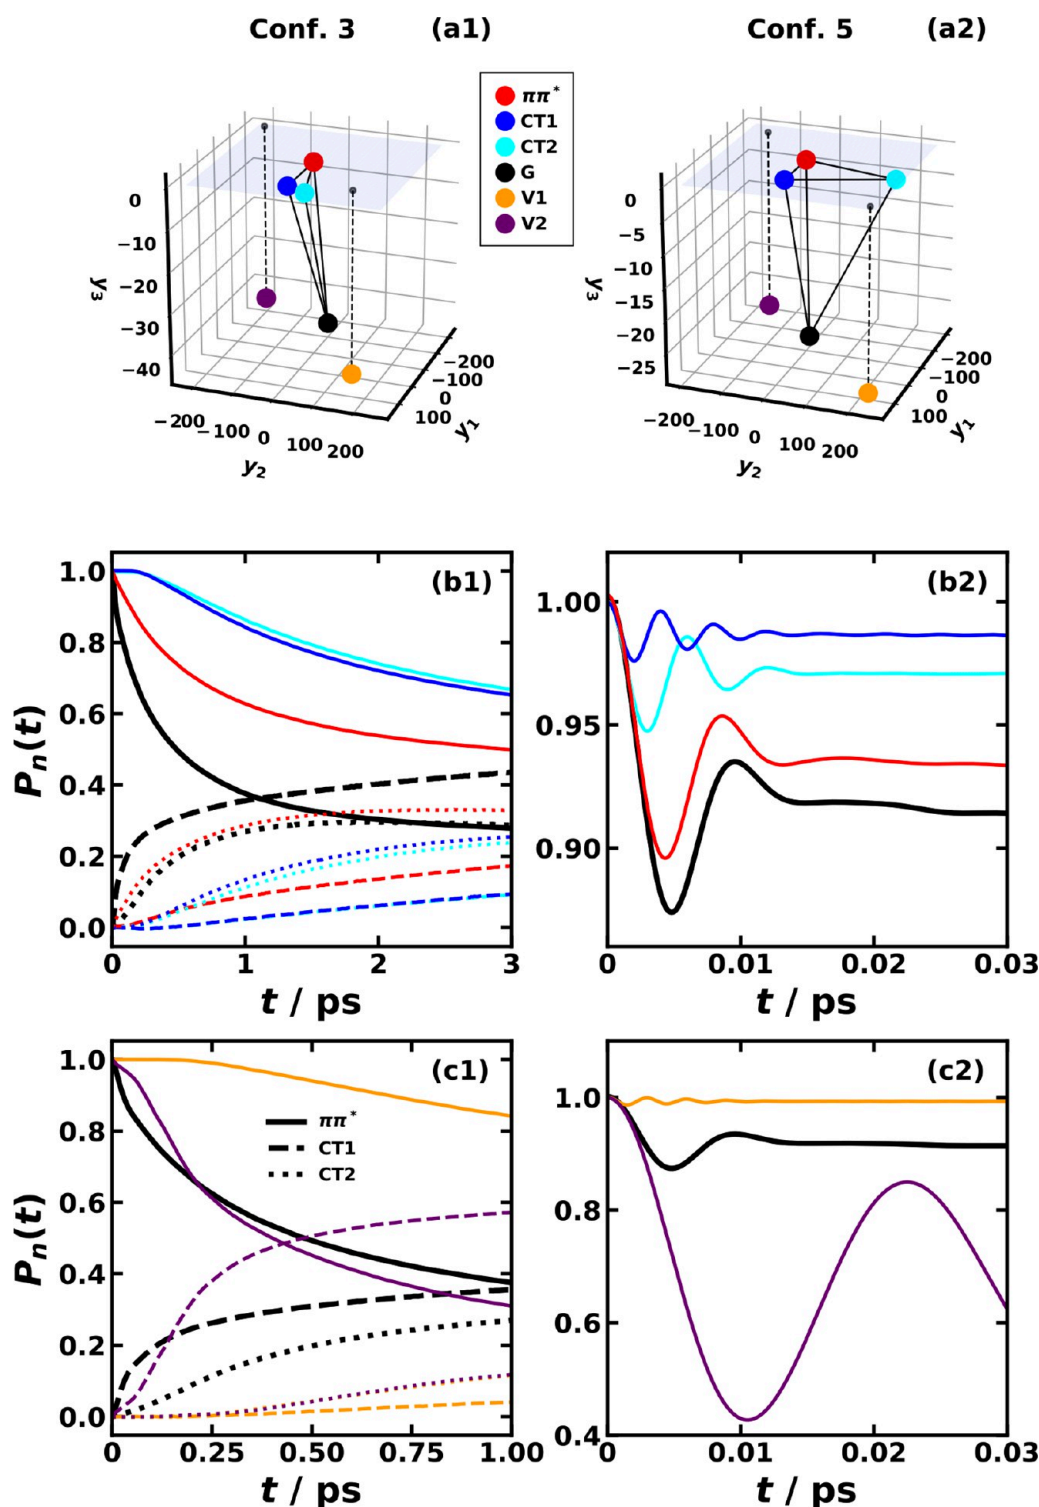 Conf. 3 (a1) Conf. 5 (a2)
ππ*
CT1
CT2
G
V1
V2
0
−10
−20
−30
−40
y₃
−200 −100 0 100 200
y₂
−200
−100
0
100
y₁
0
−5
−10
−15
−20
−25
y₃
−200 −100 0 100 200
y₂
−200
−100
0
100
y₁
(b1)
1.0
0.8
0.6
0.4
0.2
0.0
Pₙ(t)
0 1 2 3
t / ps
(b2)
1.00
0.95
0.90
0 0.01 0.02 0.03
t / ps
(c1)
ππ*
CT1
CT2
1.0
0.8
0.6
0.4
0.2
0.0
Pₙ(t)
0 0.25 0.50 0.75 1.00
t / ps
(c2)
1.0
0.8
0.6
0.4
0 0.01 0.02 0.03
t / ps